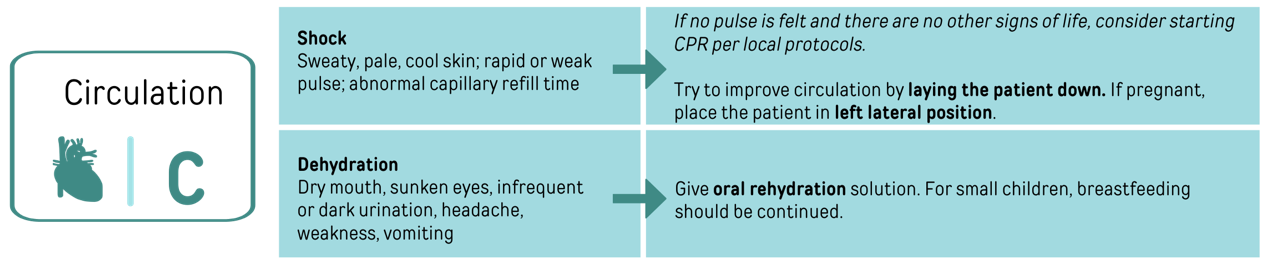 Circulation
C
Shock
Sweaty, pale, cool skin; rapid or weak
pulse; abnormal capillary refill time
If no pulse is felt and there are no other signs of life, consider starting
CPR per local protocols.
Try to improve circulation by laying the patient down. If pregnant,
place the patient in left lateral position.
Dehydration
Dry mouth, sunken eyes, infrequent
or dark urination, headache,
weakness, vomiting
Give oral rehydration solution. For small children, breastfeeding
should be continued.